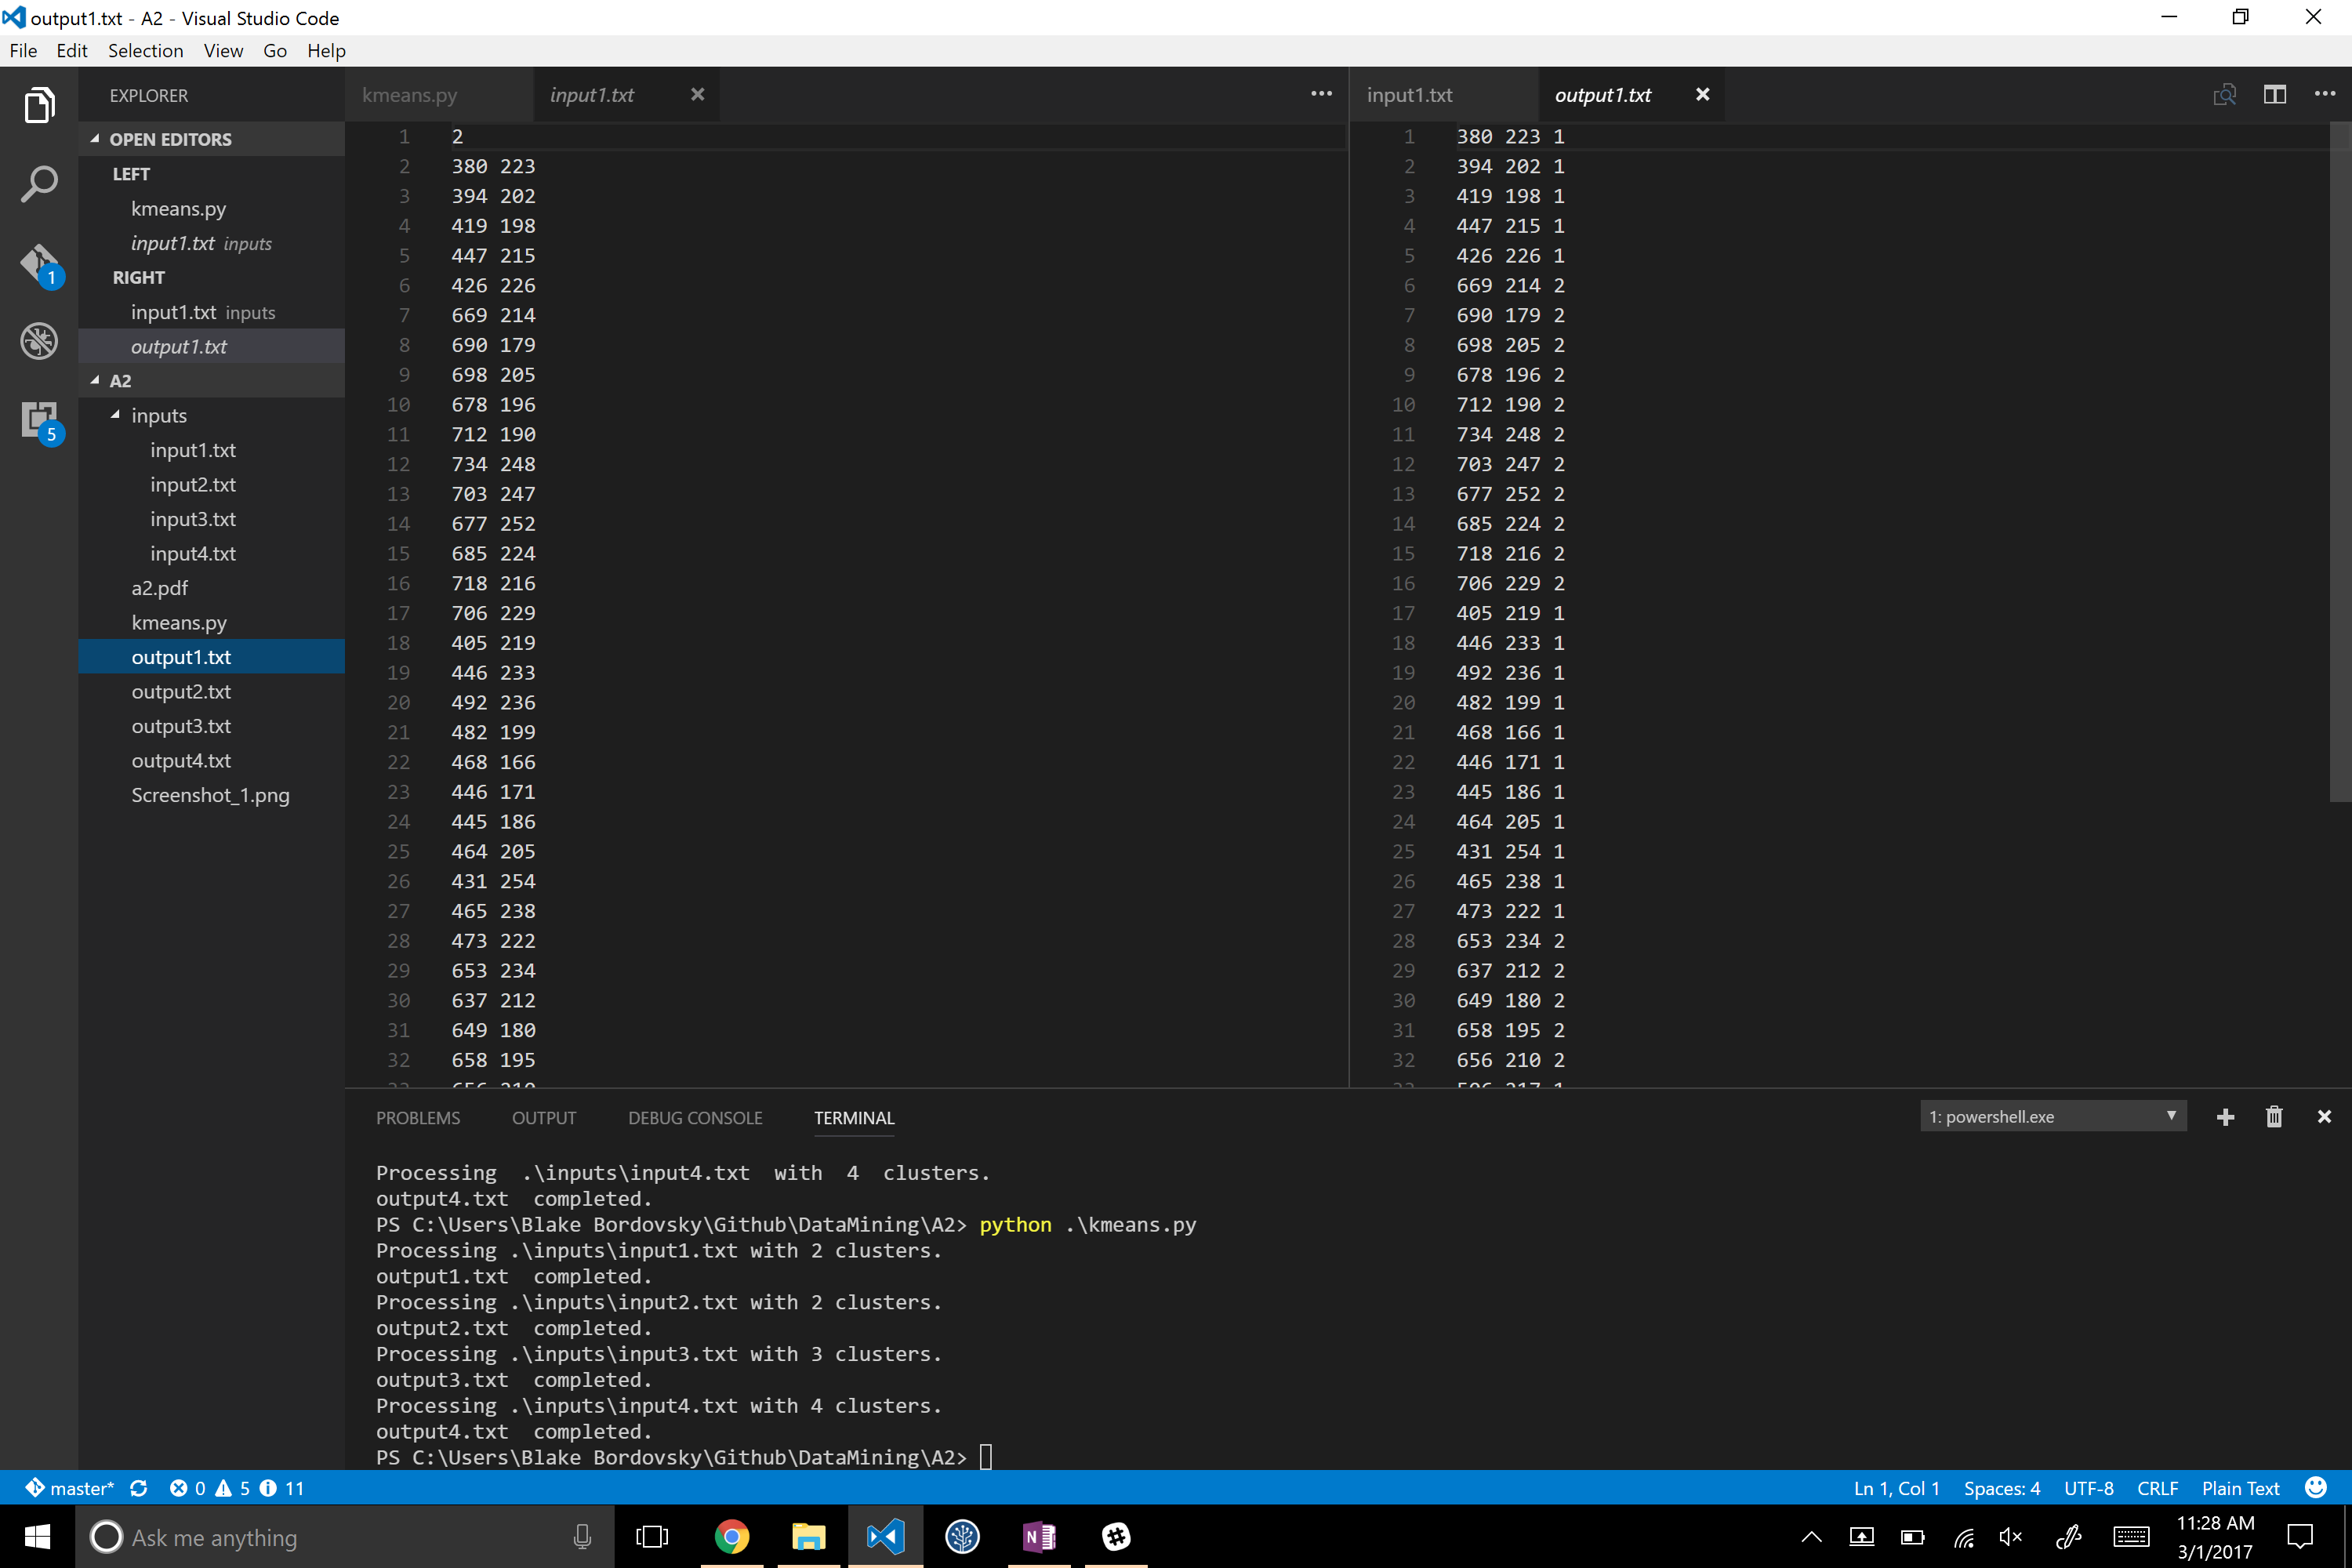 output1.txt - A2 - Visual Studio Code
File Edit Selection View Go Help
EXPLORER
OPEN EDITORS
LEFT
kmeans.py
input1.txt inputs
RIGHT
input1.txt inputs
output1.txt
A2
inputs
input1.txt
input2.txt
input3.txt
input4.txt
a2.pdf
kmeans.py
output1.txt
output2.txt
output3.txt
output4.txt
Screenshot_1.png
1
5
kmeans.py input1.txt
1 2
2 380 223
3 394 202
4 419 198
5 447 215
6 426 226
7 669 214
8 690 179
9 698 205
10 678 196
11 712 190
12 734 248
13 703 247
14 677 252
15 685 224
16 718 216
17 706 229
18 405 219
19 446 233
20 492 236
21 482 199
22 468 166
23 446 171
24 445 186
25 464 205
26 431 254
27 465 238
28 473 222
29 653 234
30 637 212
31 649 180
32 658 195
input1.txt output1.txt
1 380 223 1
2 394 202 1
3 419 198 1
4 447 215 1
5 426 226 1
6 669 214 2
7 690 179 2
8 698 205 2
9 678 196 2
10 712 190 2
11 734 248 2
12 703 247 2
13 677 252 2
14 685 224 2
15 718 216 2
16 706 229 2
17 405 219 1
18 446 233 1
19 492 236 1
20 482 199 1
21 468 166 1
22 446 171 1
23 445 186 1
24 464 205 1
25 431 254 1
26 465 238 1
27 473 222 1
28 653 234 2
29 637 212 2
30 649 180 2
31 658 195 2
32 656 210 2
PROBLEMS OUTPUT DEBUG CONSOLE TERMINAL
1: powershell.exe
Processing  .\inputs\input4.txt  with  4  clusters.
output4.txt  completed.
PS C:\Users\Blake Bordovsky\Github\DataMining\A2> python .\kmeans.py
Processing .\inputs\input1.txt with 2 clusters.
output1.txt  completed.
Processing .\inputs\input2.txt with 2 clusters.
output2.txt  completed.
Processing .\inputs\input3.txt with 3 clusters.
output3.txt  completed.
Processing .\inputs\input4.txt with 4 clusters.
output4.txt  completed.
PS C:\Users\Blake Bordovsky\Github\DataMining\A2>
master* 0 5 11
Ln 1, Col 1 Spaces: 4 UTF-8 CRLF Plain Text
Ask me anything
N
11:28 AM
3/1/2017